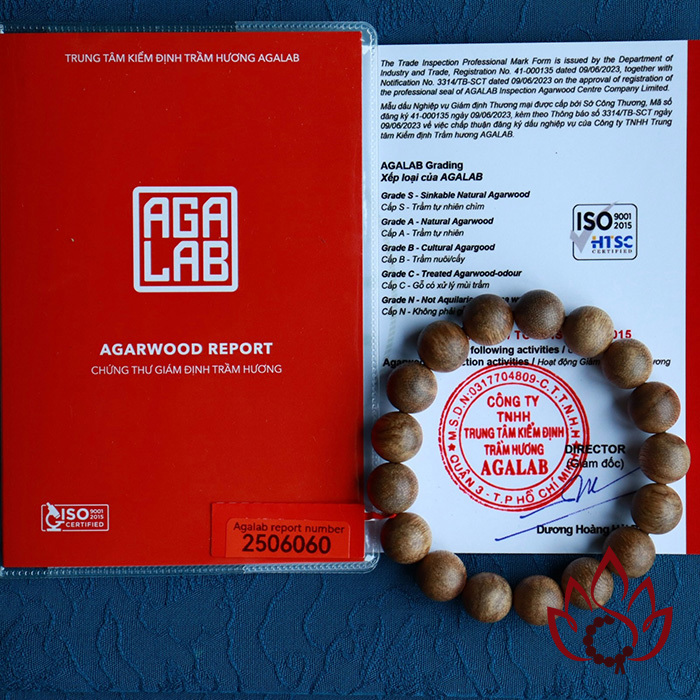 TRUNG TÂM KIỂM ĐỊNH TRẦM HƯƠNG AGALAB
AGA
LAB
AGARWOOD REPORT
CHỨNG THƯ GIÁM ĐỊNH TRẦM HƯƠNG
ISO 9001
2015
CERTIFIED
Agalab report number
2506060
The Trade Inspection Professional Mark Form is issued by the Department of
Industry and Trade, Registration No. 41-000135 dated 09/06/2023, together with
Notification No. 3314/TB-SCT dated 09/06/2023 on the approval of registration of
the professional seal of AGALAB Inspection Agarwood Centre Company Limited.
Mẫu dấu Nghiệp vụ Giám định Thương mại được cấp bởi Sở Công Thương, Mã số
đăng ký 41-000135 ngày 09/06/2023, kèm theo Thông báo số 3314/TB-SCT ngày
09/06/2023 về việc chấp thuận đăng ký dấu nghiệp vụ của Công ty TNHH Trung
tâm Kiểm định Trầm hương AGALAB.
AGALAB Grading
Xếp loại của AGALAB
Grade S - Sinkable Natural Agarwood
Cấp S - Trầm tự nhiên chìm
Grade A - Natural Agarwood
Cấp A - Trầm tự nhiên
Grade B - Cultural Agargood
Cấp B - Trầm nuôi/cấy
Grade C - Treated Agarwood-odour
Cấp C - Gỗ có xử lý mùi trầm
Grade N - Not Aquilaria
Cấp N - Không phải
ISO 9001
2015
HTSC
CERTIFIED
2015
following activities /
activities / Hoạt động Giám
M.S.D.N:0317704809-C.T.T.N.H.H
CÔNG TY
TNHH
TRUNG TÂM KIỂM ĐỊNH
TRẦM HƯƠNG
AGALAB
QUẬN 3 - T.P HỒ CHÍ MINH
DIRECTOR
(Giám đốc)
Dương Hoàng